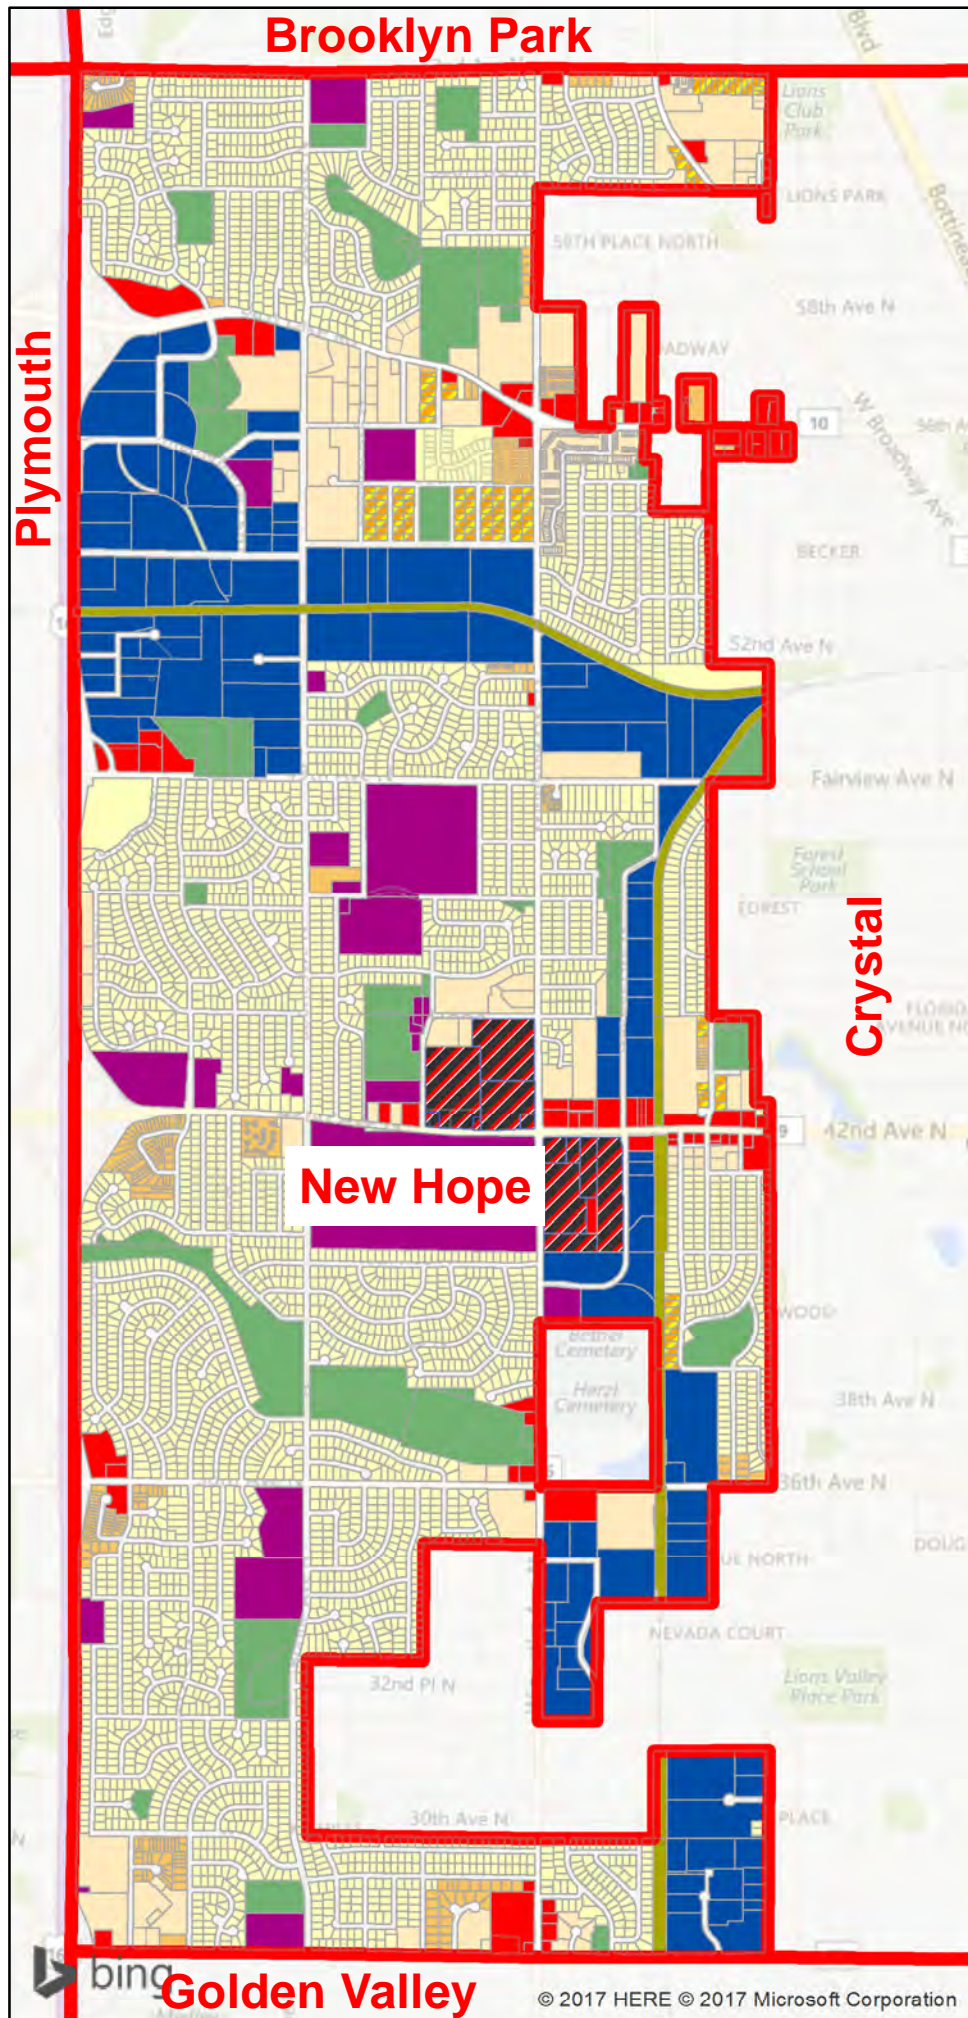 Brooklyn Park
Blvd
Lions
Club
Park
LIONS PARK
59TH PLACE NORTH
58th Ave N
Plymouth
10
W Broadway Ave
BECKER
52nd Ave N
Fairview Ave N
Forest
School
Park
FOREST
Crystal
9
42nd Ave N
New Hope
Bethel
Cemetery
Herzl
Cemetery
38th Ave N
36th Ave N
NEVADA COURT
32nd Pl N
Lions Valley
Place Park
30th Ave N
PLACE
bing
Golden Valley
© 2017 HERE © 2017 Microsoft Corporation